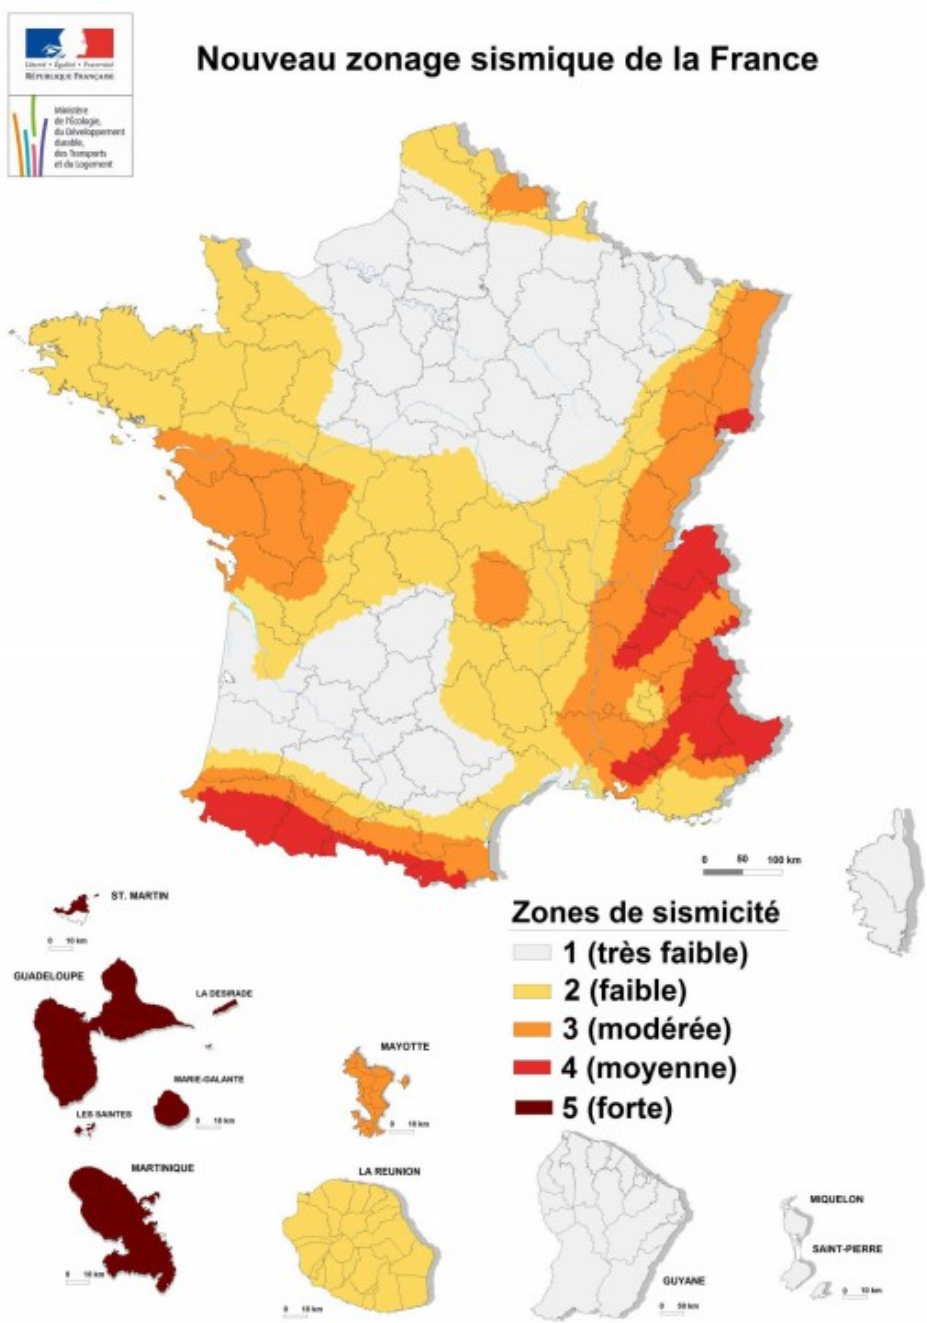 Nouveau zonage sismique de la France
Liberté • Égalité • Fraternité
RÉPUBLIQUE FRANÇAISE
Ministère
de l'Écologie,
du Développement
durable,
des Transports
et du Logement
0 50 100 km
ST. MARTIN
0 10 km
GUADELOUPE
LA DESIRADE
MARIE-GALANTE
0 10 km
LES SAINTES
MAYOTTE
0 10 km
Zones de sismicité
1 (très faible)
2 (faible)
3 (modérée)
4 (moyenne)
5 (forte)
MARTINIQUE
0 10 km
LA REUNION
0 10 km
GUYANE
0 50 km
MIQUELON
SAINT-PIERRE
0 10 km